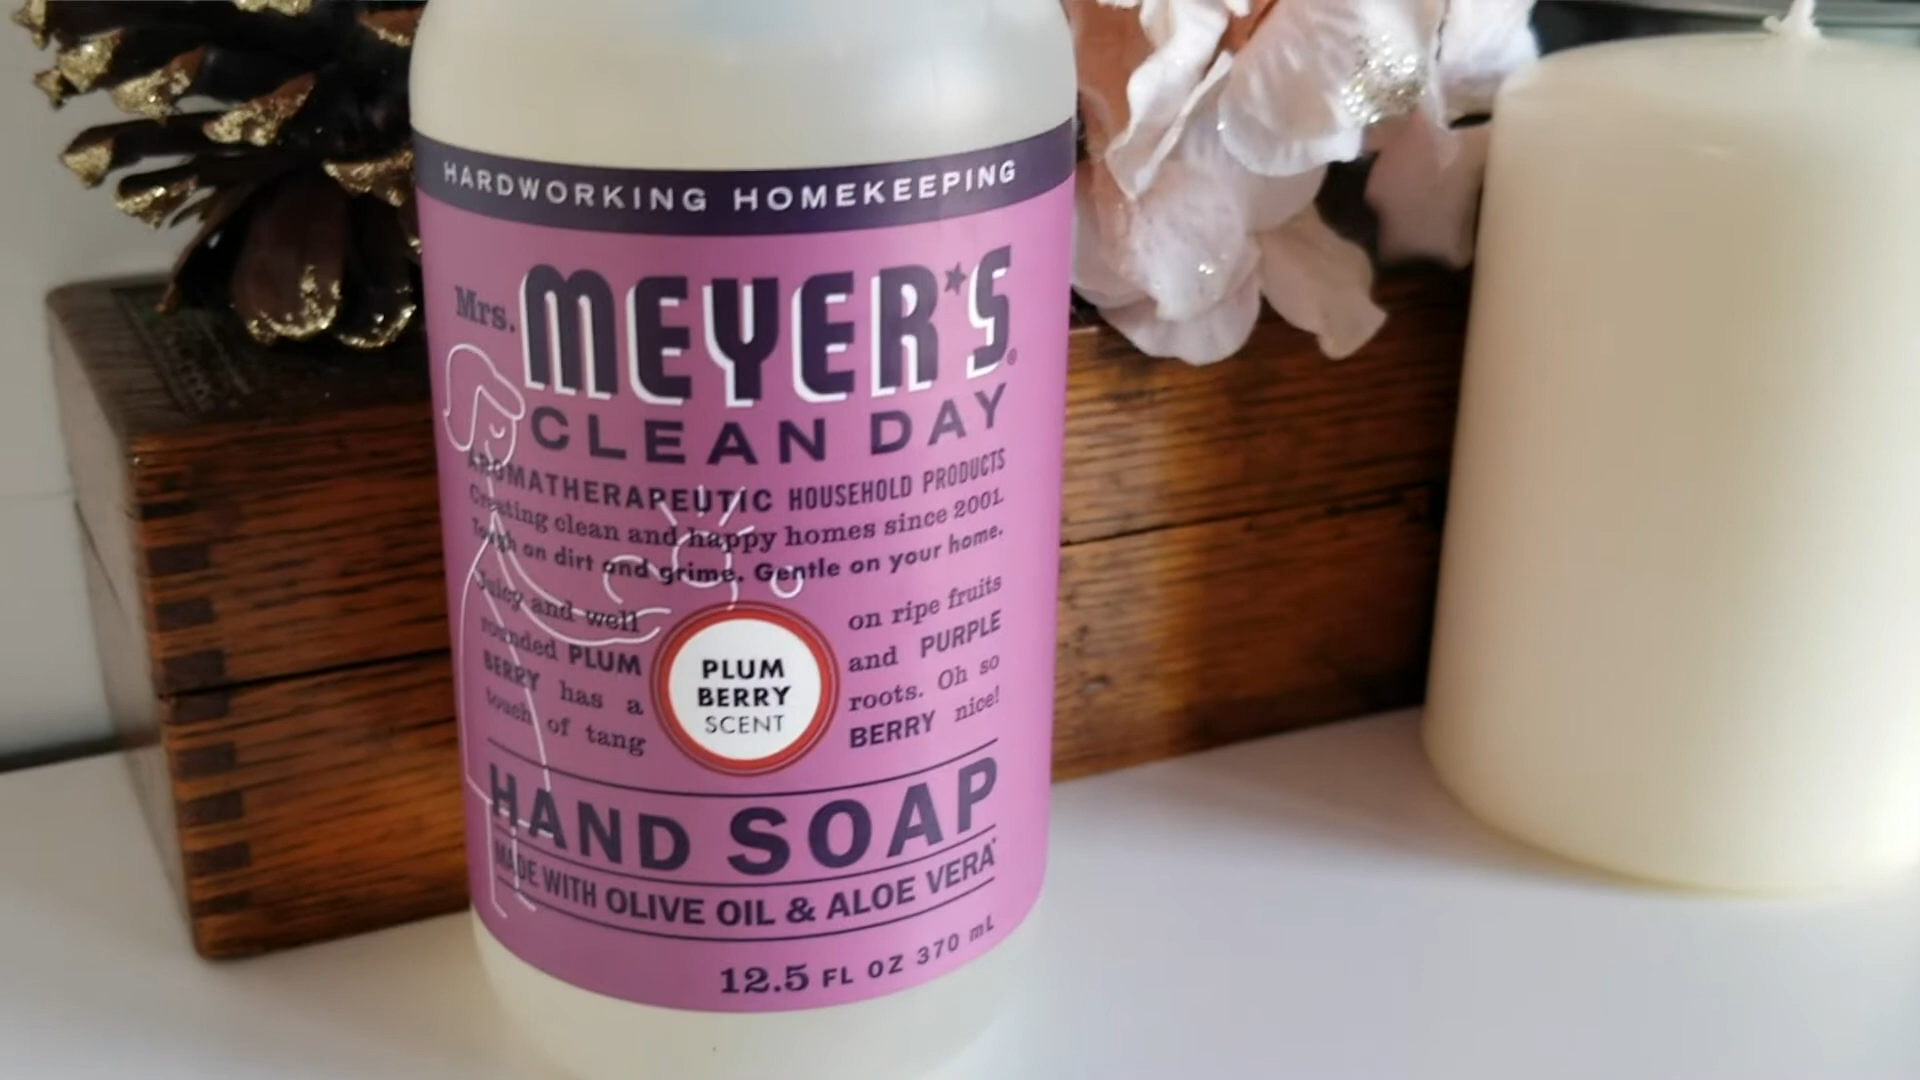 HARDWORKING HOMEKEEPING
Mrs. MEYER'S®
CLEAN DAY
AROMATHERAPEUTIC HOUSEHOLD PRODUCTS
Creating clean and happy homes since 2001
Tough on dirt and grime. Gentle on your home.
Juicy and well
rounded PLUM
BERRY has a
touch of tang
PLUM
BERRY
SCENT
on ripe fruits
and PURPLE
roots. Oh so
BERRY nice!
HAND SOAP
MADE WITH OLIVE OIL & ALOE VERA*
12.5 FL OZ 370 mL